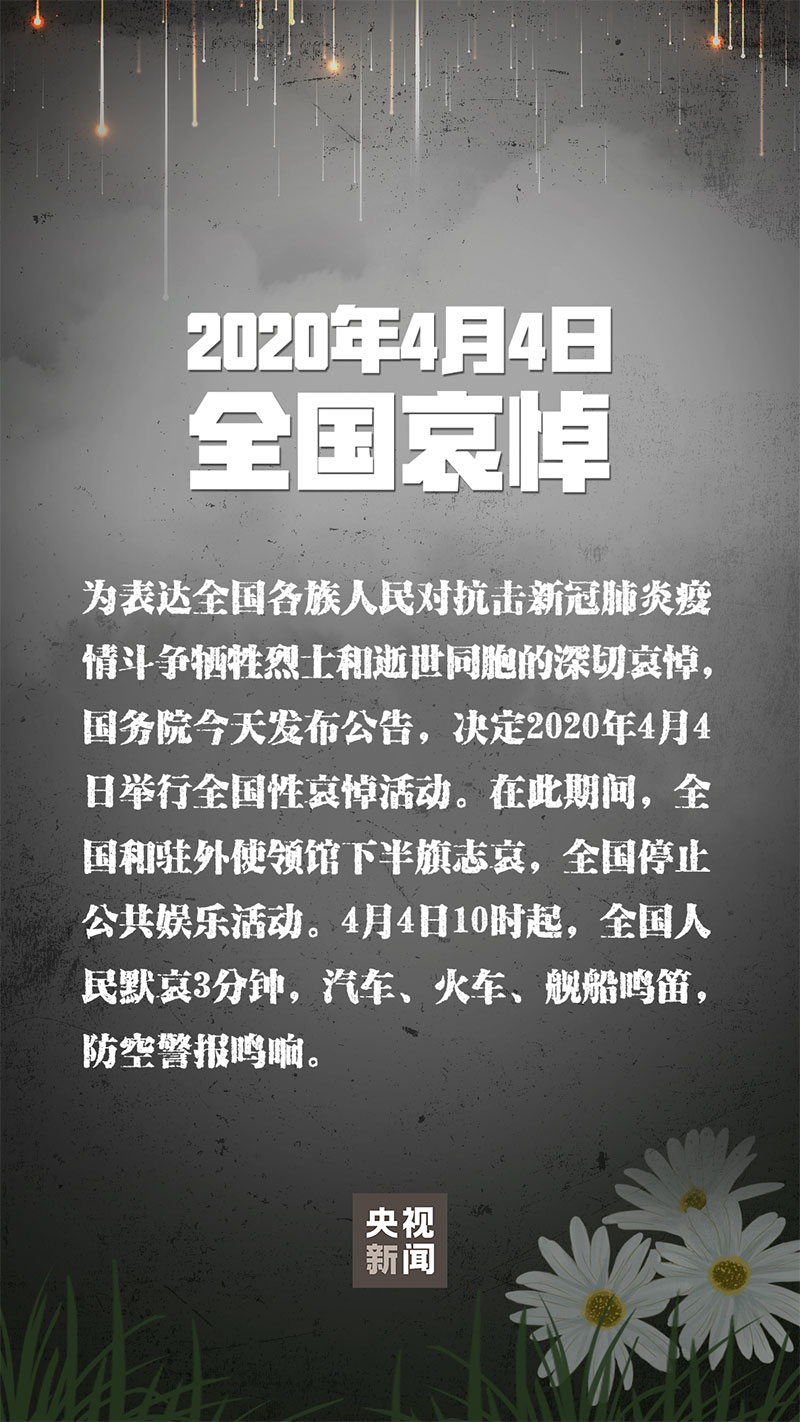 2020年4月4日
全国哀悼
为表达全国各族人民对抗击新冠肺炎疫
情斗争牺牲烈士和逝世同胞的深切哀悼，
国务院今天发布公告，决定2020年4月4
日举行全国性哀悼活动。在此期间，全
国和驻外使领馆下半旗志哀，全国停止
公共娱乐活动。4月4日10时起，全国人
民默哀3分钟，汽车、火车、舰船鸣笛，
防空警报鸣响。
央视
新闻